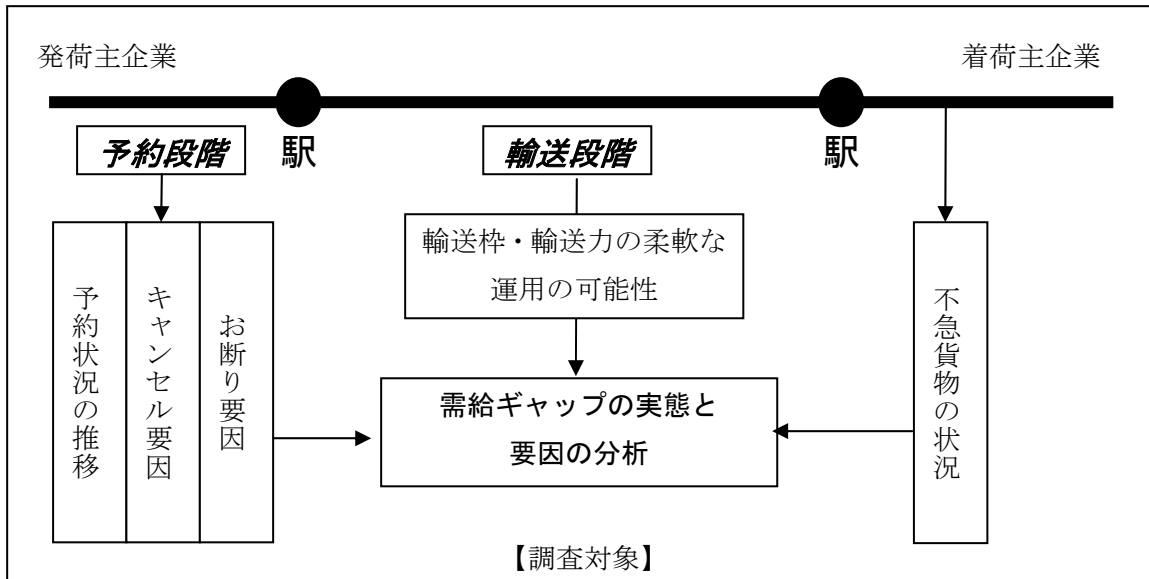 発荷主企業
着荷主企業
予約段階
駅
輸送段階
駅
予約状況の推移
キャンセル要因
お断り要因
輸送枠・輸送力の柔軟な
運用の可能性
不急貨物の状況
需給ギャップの実態と
要因の分析
【調査対象】